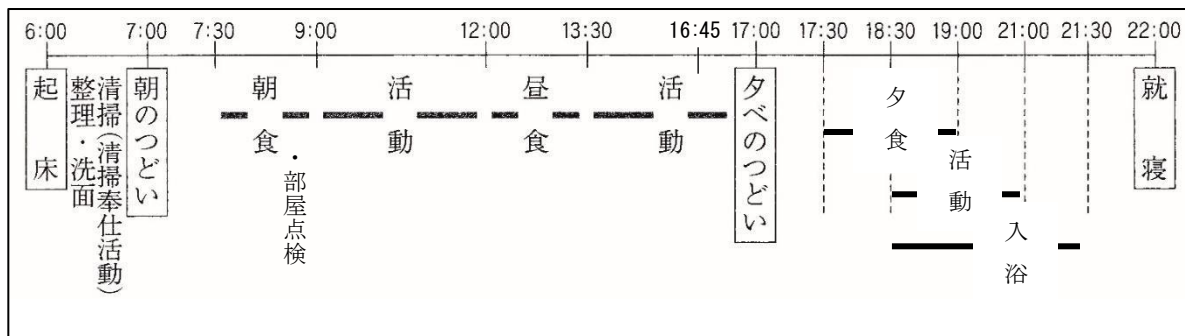 6:00 7:00 7:30 9:00 12:00 13:30 16:45 17:00 17:30 18:30 19:00 21:00 21:30 22:00
起床
整理・洗面
清掃(清掃奉仕活動)
朝のつどい
朝食・部屋点検
活動
昼食
活動
夕べのつどい
夕食
活動
入浴
就寝